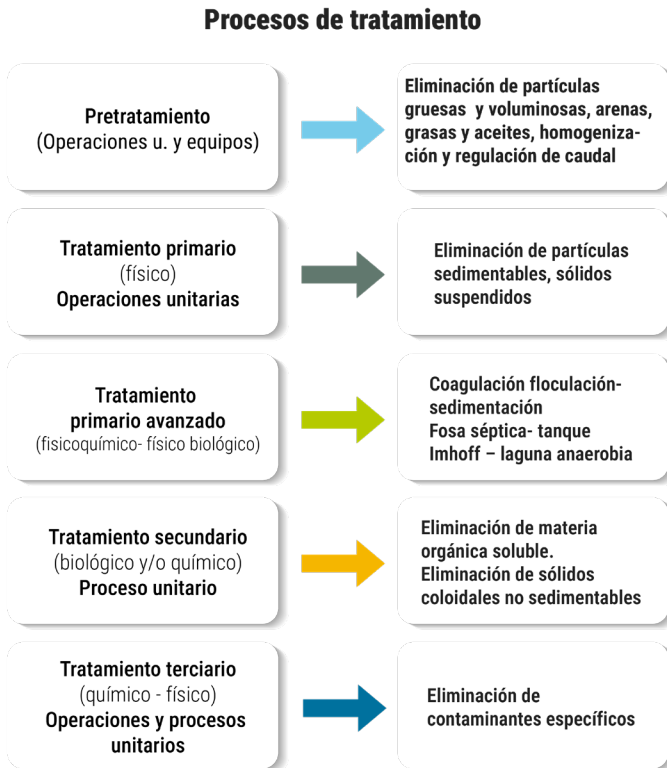 Procesos de tratamiento
Pretratamiento
(Operaciones u. y equipos)
Eliminación de partículas
gruesas y voluminosas, arenas,
grasas y aceites, homogeniza-
ción y regulación de caudal
Tratamiento primario
(físico)
Operaciones unitarias
Eliminación de partículas
sedimentables, sólidos
suspendidos
Tratamiento
primario avanzado
(fisicoquímico- físico biológico)
Coagulación floculación-
sedimentación
Fosa séptica- tanque
Imhoff – laguna anaerobia
Tratamiento secundario
(biológico y/o químico)
Proceso unitario
Eliminación de materia
orgánica soluble.
Eliminación de sólidos
coloidales no sedimentables
Tratamiento terciario
(químico - físico)
Operaciones y procesos
unitarios
Eliminación de
contaminantes específicos